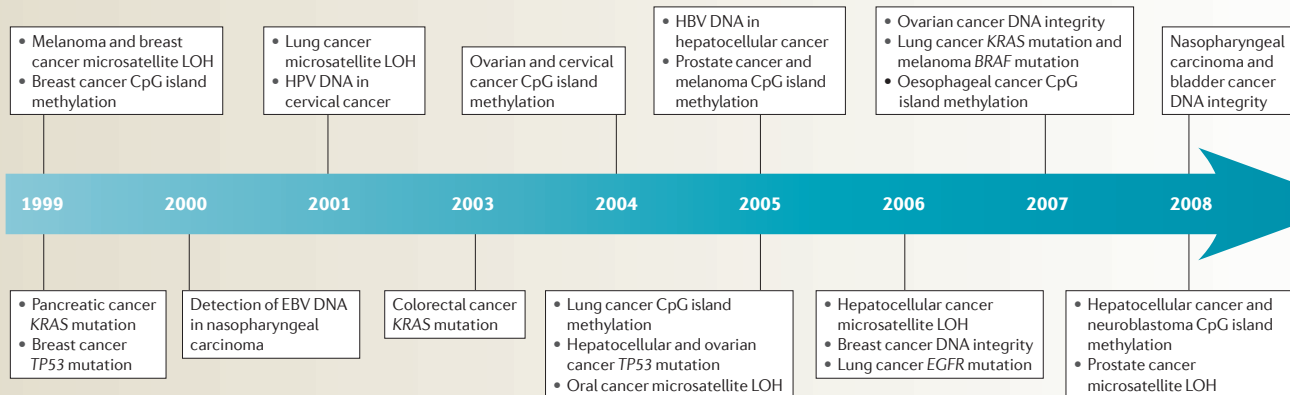 • Melanoma and breast
cancer microsatellite LOH
• Breast cancer CpG island
methylation
• Lung cancer
microsatellite LOH
• HPV DNA in
cervical cancer
Ovarian and cervical
cancer CpG island
methylation
• HBV DNA in
hepatocellular cancer
• Prostate cancer and
melanoma CpG island
methylation
• Ovarian cancer DNA integrity
• Lung cancer KRAS mutation and
melanoma BRAF mutation
• Oesophageal cancer CpG
island methylation
Nasopharyngeal
carcinoma and
bladder cancer
DNA integrity
1999 2000 2001 2003 2004 2005 2006 2007 2008
• Pancreatic cancer
KRAS mutation
• Breast cancer
TP53 mutation
Detection of EBV DNA
in nasopharyngeal
carcinoma
Colorectal cancer
KRAS mutation
• Lung cancer CpG island
methylation
• Hepatocellular and ovarian
cancer TP53 mutation
• Oral cancer microsatellite LOH
• Hepatocellular cancer
microsatellite LOH
• Breast cancer DNA integrity
• Lung cancer EGFR mutation
• Hepatocellular cancer and
neuroblastoma CpG island
methylation
• Prostate cancer
microsatellite LOH